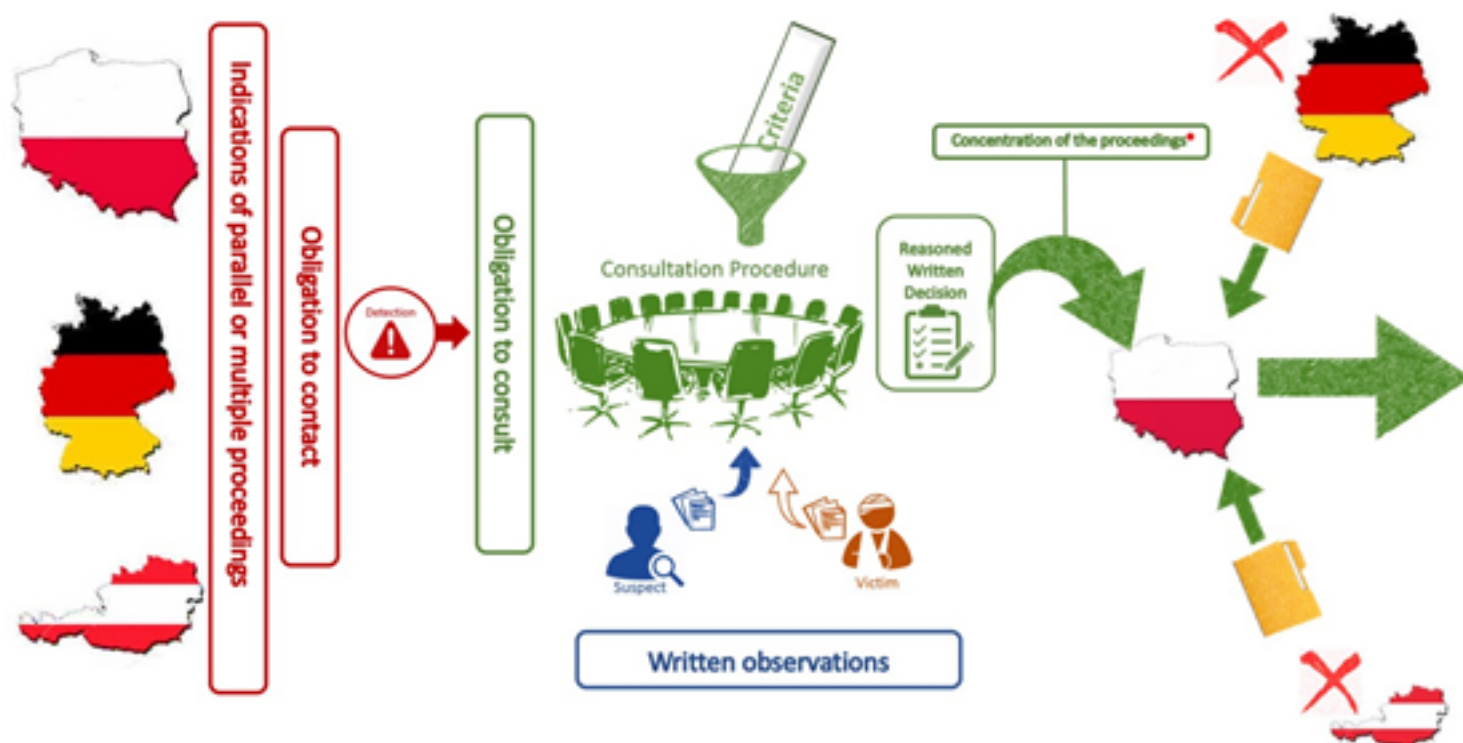 Indications of parallel or multiple proceedings
Obligation to contact
Detection
Obligation to consult
Criteria
Consultation Procedure
Suspect
Victim
Written observations
Reasoned
Written
Decision
Concentration of the proceedings*